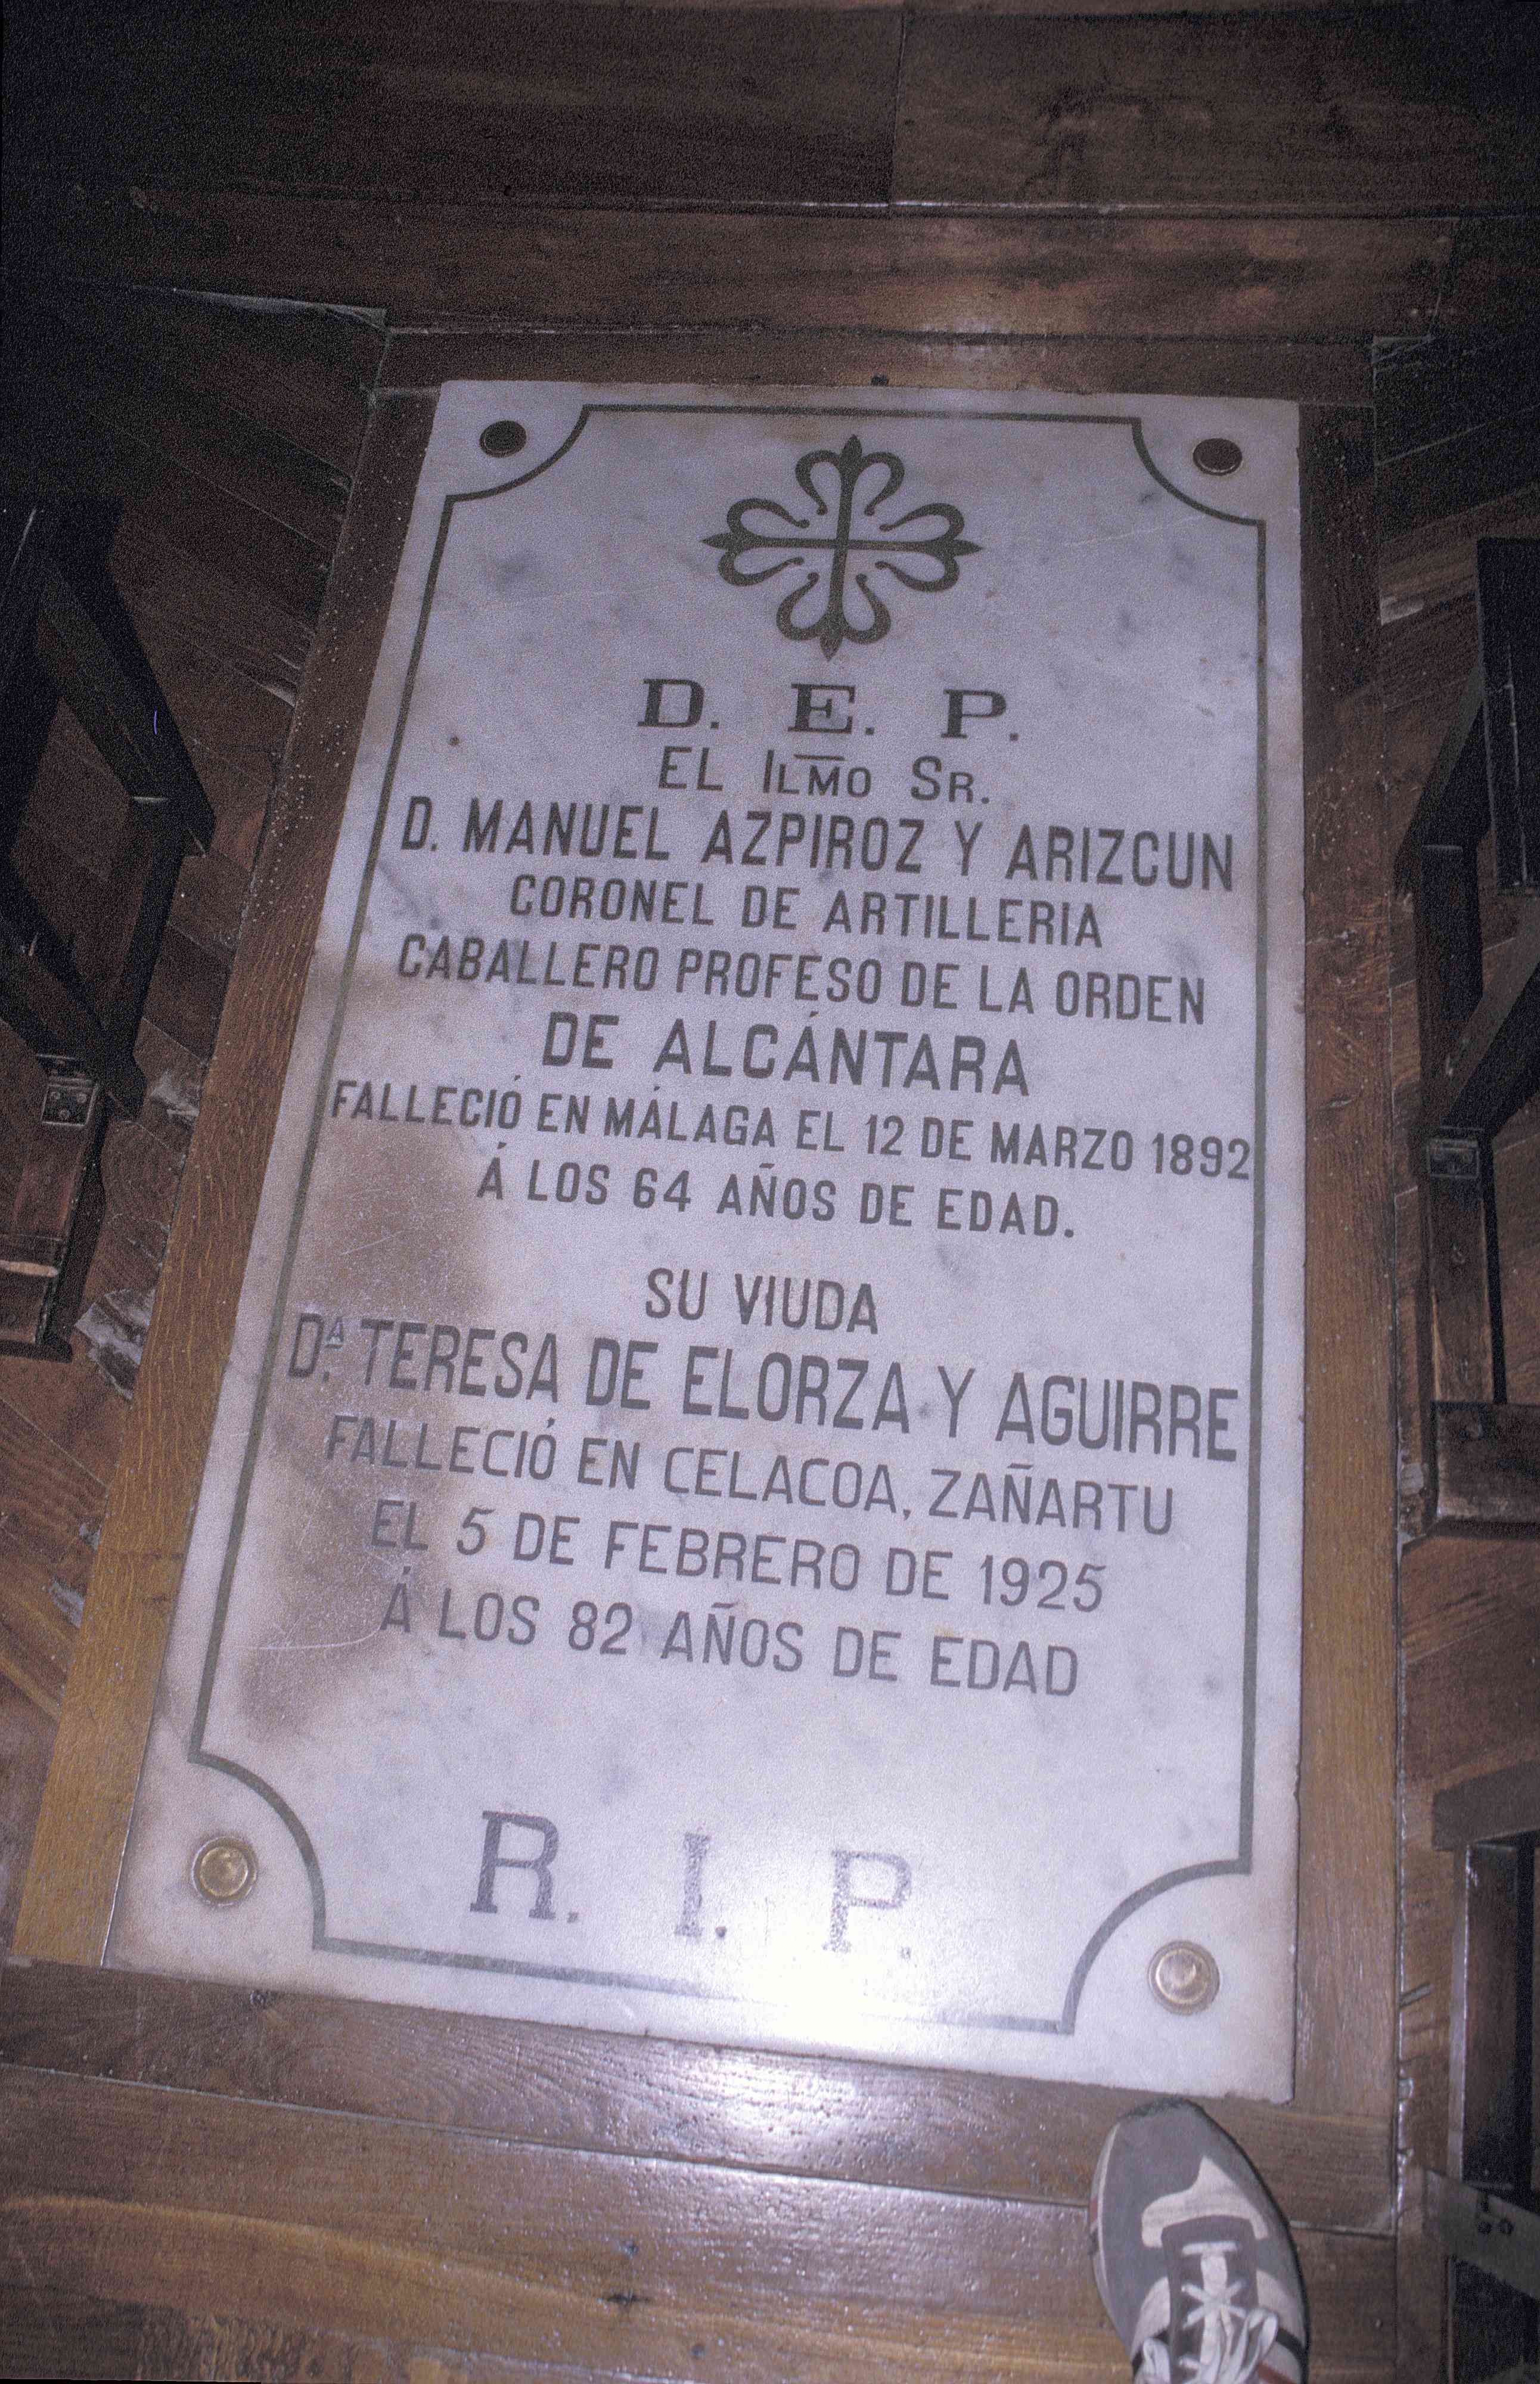 D. E. P.
EL ILMO SR.
D. MANUEL AZPIROZ Y ARIZCUN
CORONEL DE ARTILLERIA
CABALLERO PROFESO DE LA ORDEN
DE ALCÁNTARA
FALLECIÓ EN MÁLAGA EL 12 DE MARZO 1892
Á LOS 64 AÑOS DE EDAD.
SU VIUDA
D.ª TERESA DE ELORZA Y AGUIRRE
FALLECIÓ EN CELACOA, ZAÑARTU
EL 5 DE FEBRERO DE 1925
Á LOS 82 AÑOS DE EDAD
R. I. P.